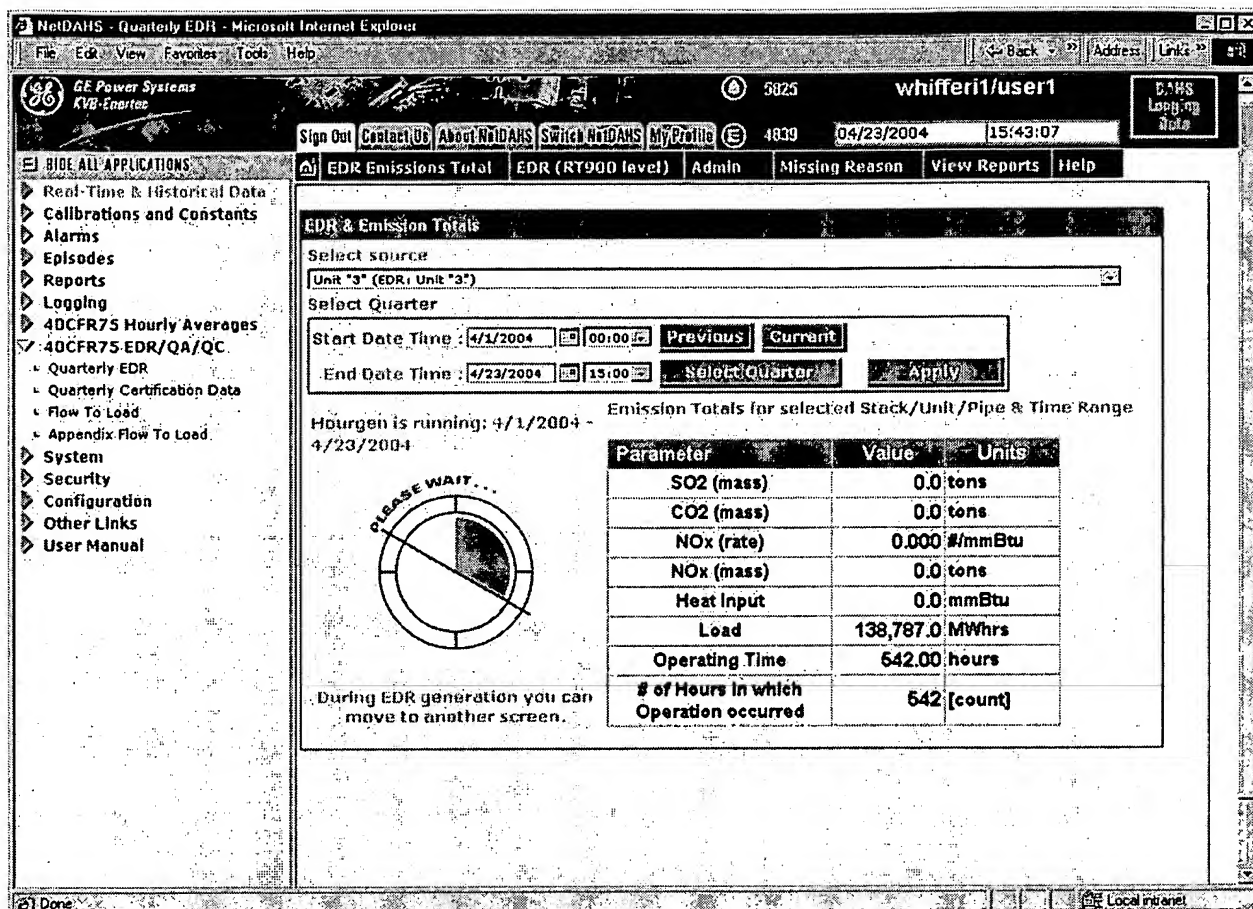 NetDAHS - Quarterly EDR - Microsoft Internet Explorer
File Edit View Favorites Tools Help
Back Address Links
GE Power Systems
KVB-Enertec
5825
whifferi1/user1
DAHS
Logging
Data
Sign Out Contact Us About NetDAHS Switch NetDAHS My Profile E 4839 04/23/2004 15:43:07
HIDE ALL APPLICATIONS
EDR Emissions Total EDR (RT900 level) Admin Missing Reason View Reports Help
Real-Time & Historical Data
Calibrations and Constants
Alarms
Episodes
Reports
Logging
40CFR75 Hourly Averages
40CFR75 EDR/QA/QC
Quarterly EDR
Quarterly Certification Data
Flow To Load
Appendix Flow To Load
System
Security
Configuration
Other Links
User Manual
EDR & Emission Totals
Select source
Unit "3" (EDR: Unit "3")
Select Quarter
Start Date Time : 4/1/2004 00:00 Previous Current
End Date Time : 4/23/2004 15:00 Select Quarter Apply
Hourgen is running: 4/1/2004 -
4/23/2004
PLEASE WAIT...
During EDR generation you can
move to another screen.
Emission Totals for selected Stack/Unit/Pipe & Time Range
Parameter Value Units
SO2 (mass) 0.0 tons
CO2 (mass) 0.0 tons
NOx (rate) 0.000 #/mmBtu
NOx (mass) 0.0 tons
Heat Input 0.0 mmBtu
Load 138,787.0 MWhrs
Operating Time 542.00 hours
# of Hours in which
Operation occurred 542 [count]
Done
Local intranet